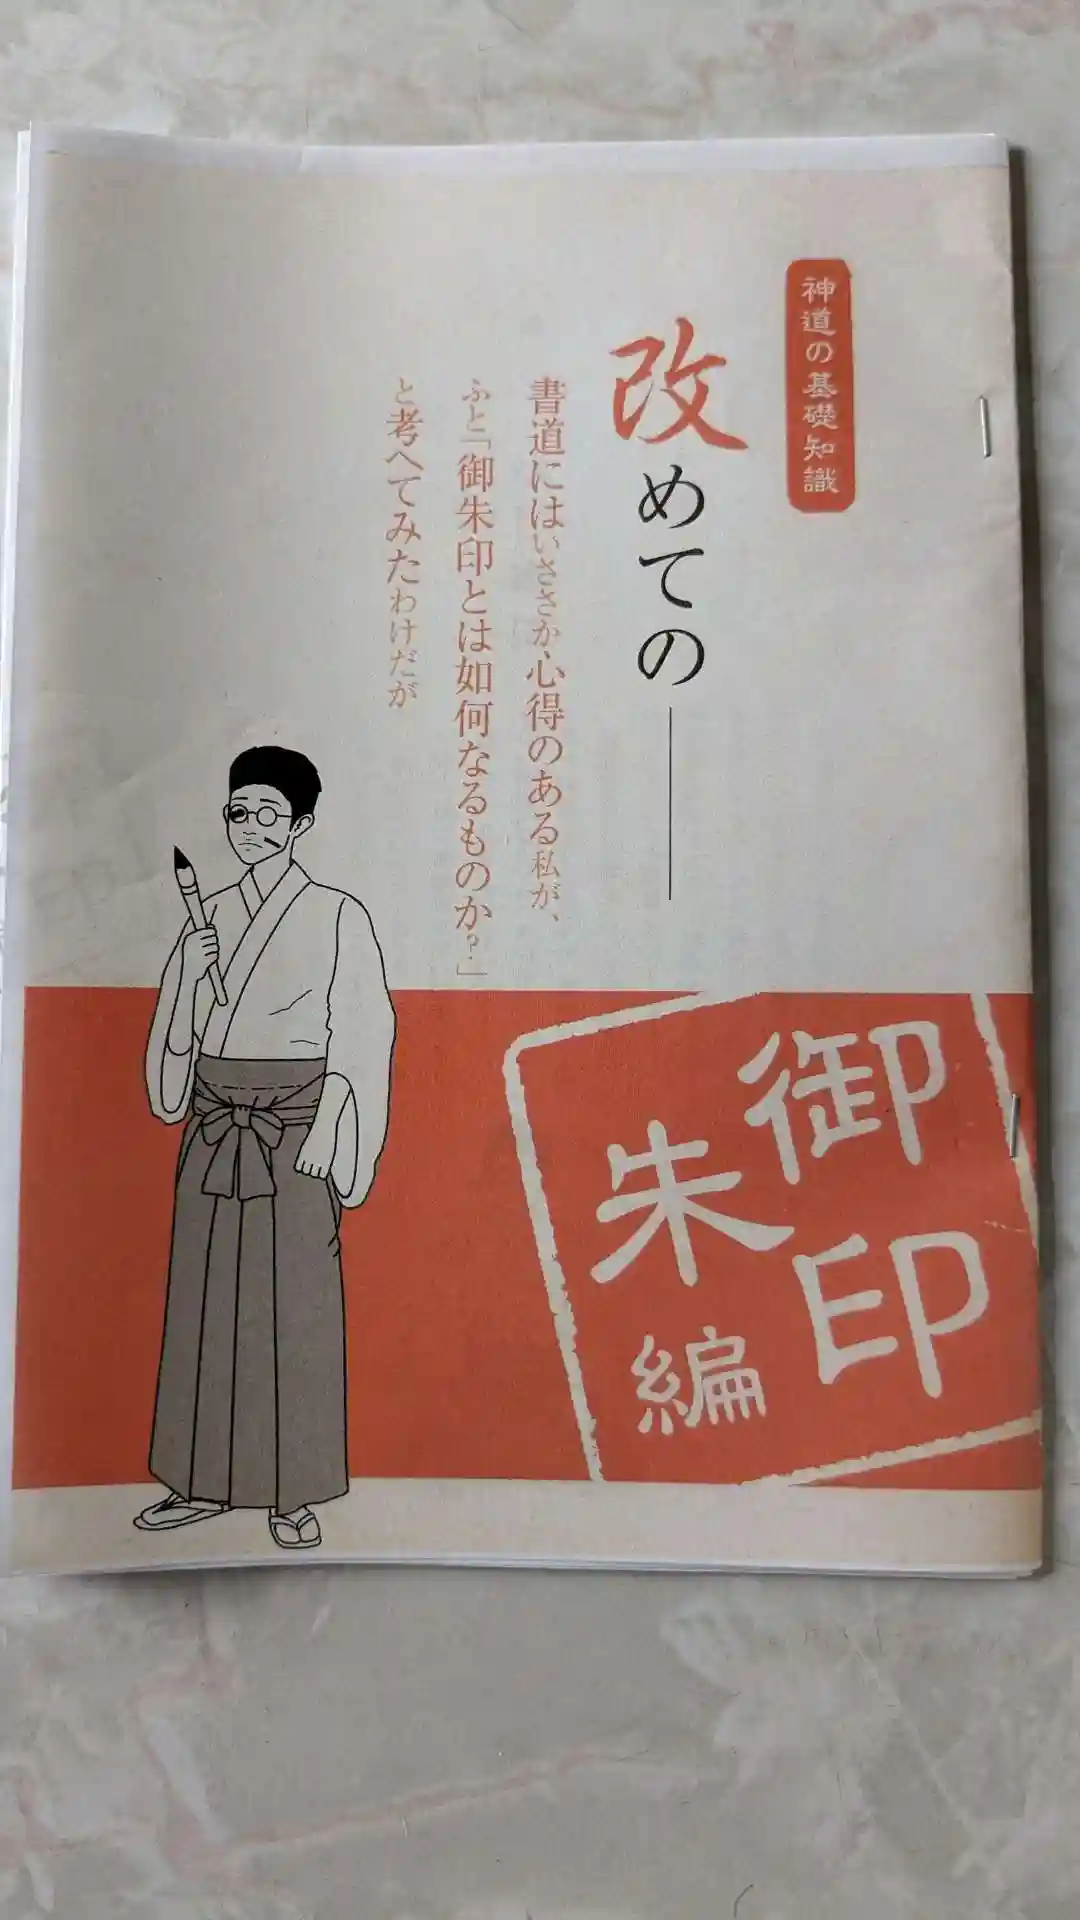 神道の基礎知識
改めての――
書道にはいささか心得のある私が、
ふと「御朱印とは如何なるものか?」
と考へてみたわけだが
御朱印
編